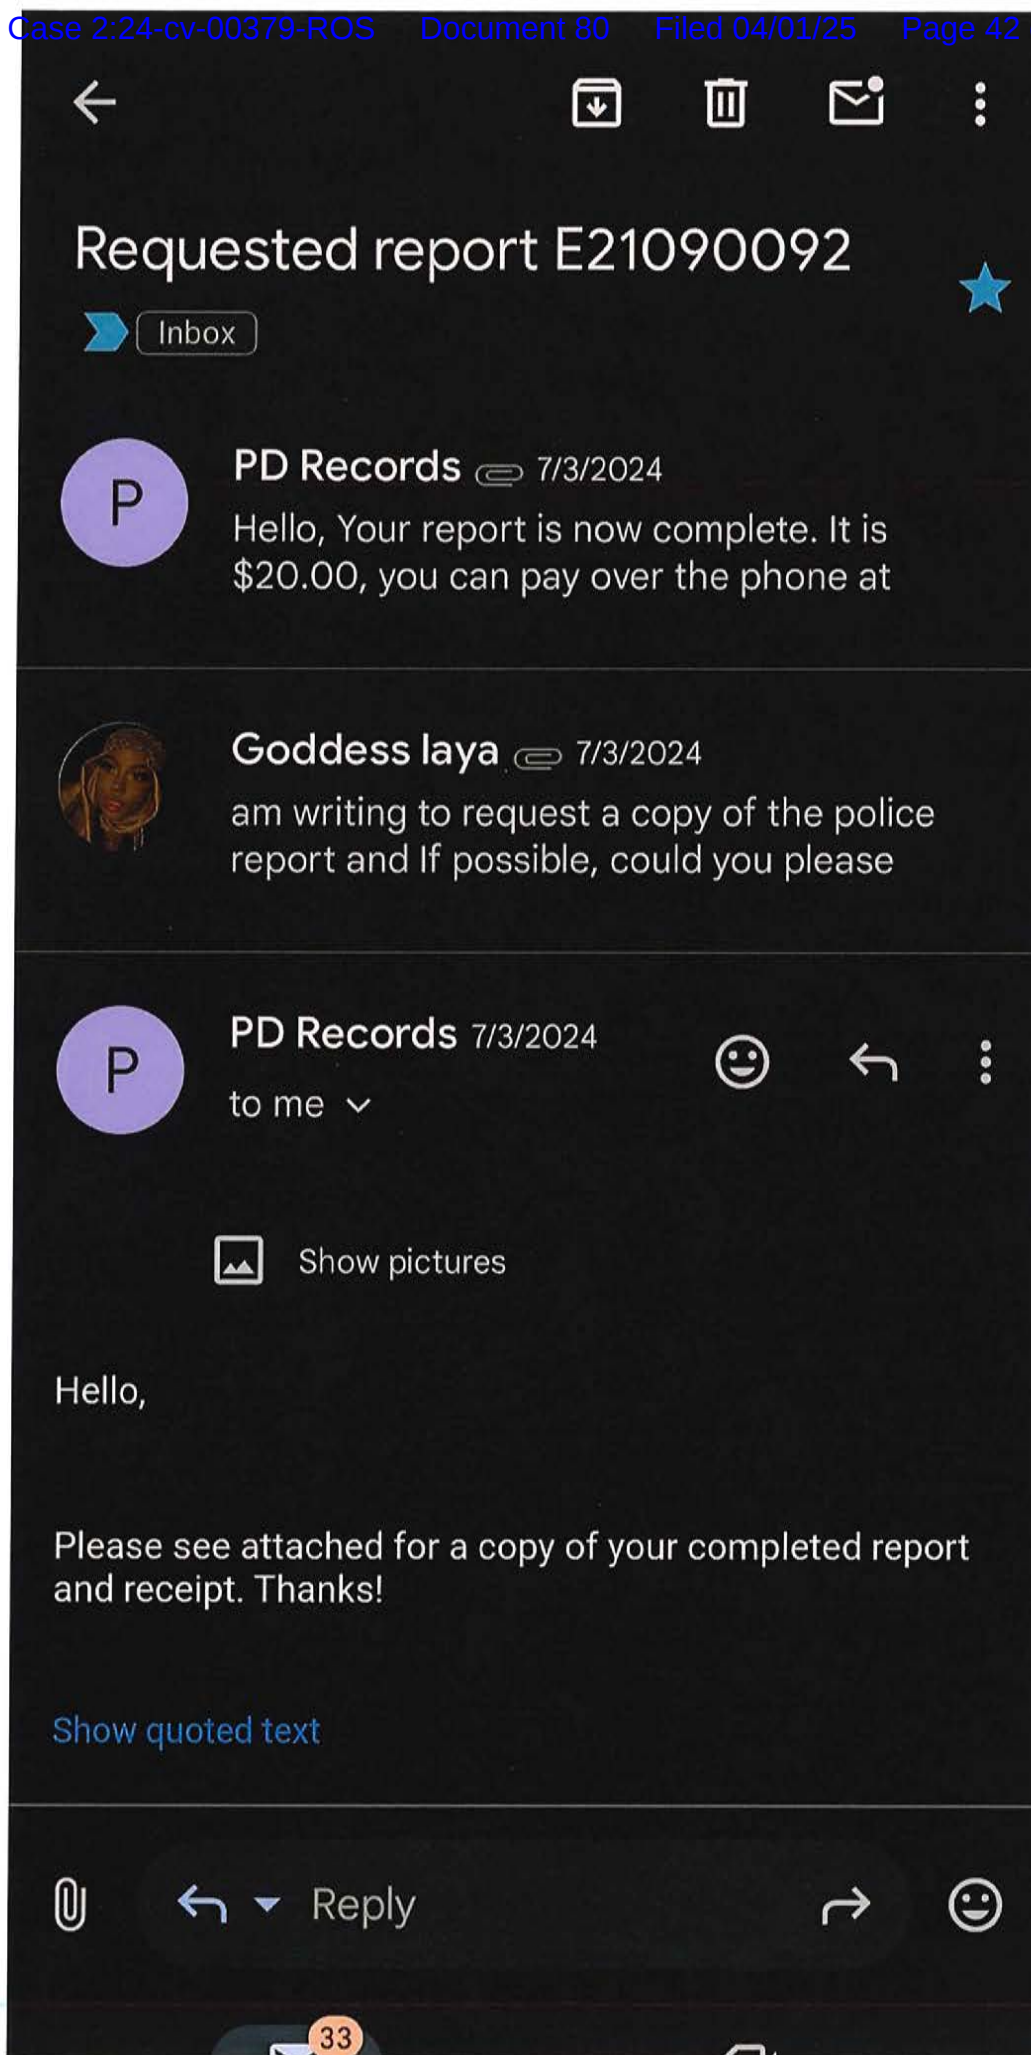 Case 2:24-cv-00379-ROS Document 80 Filed 04/01/25 Page 42
Requested report E21090092
Inbox
P
PD Records 7/3/2024
Hello, Your report is now complete. It is
$20.00, you can pay over the phone at
Goddess laya 7/3/2024
am writing to request a copy of the police
report and If possible, could you please
P
PD Records 7/3/2024
to me
Show pictures
Hello,
Please see attached for a copy of your completed report
and receipt. Thanks!
Show quoted text
Reply
33